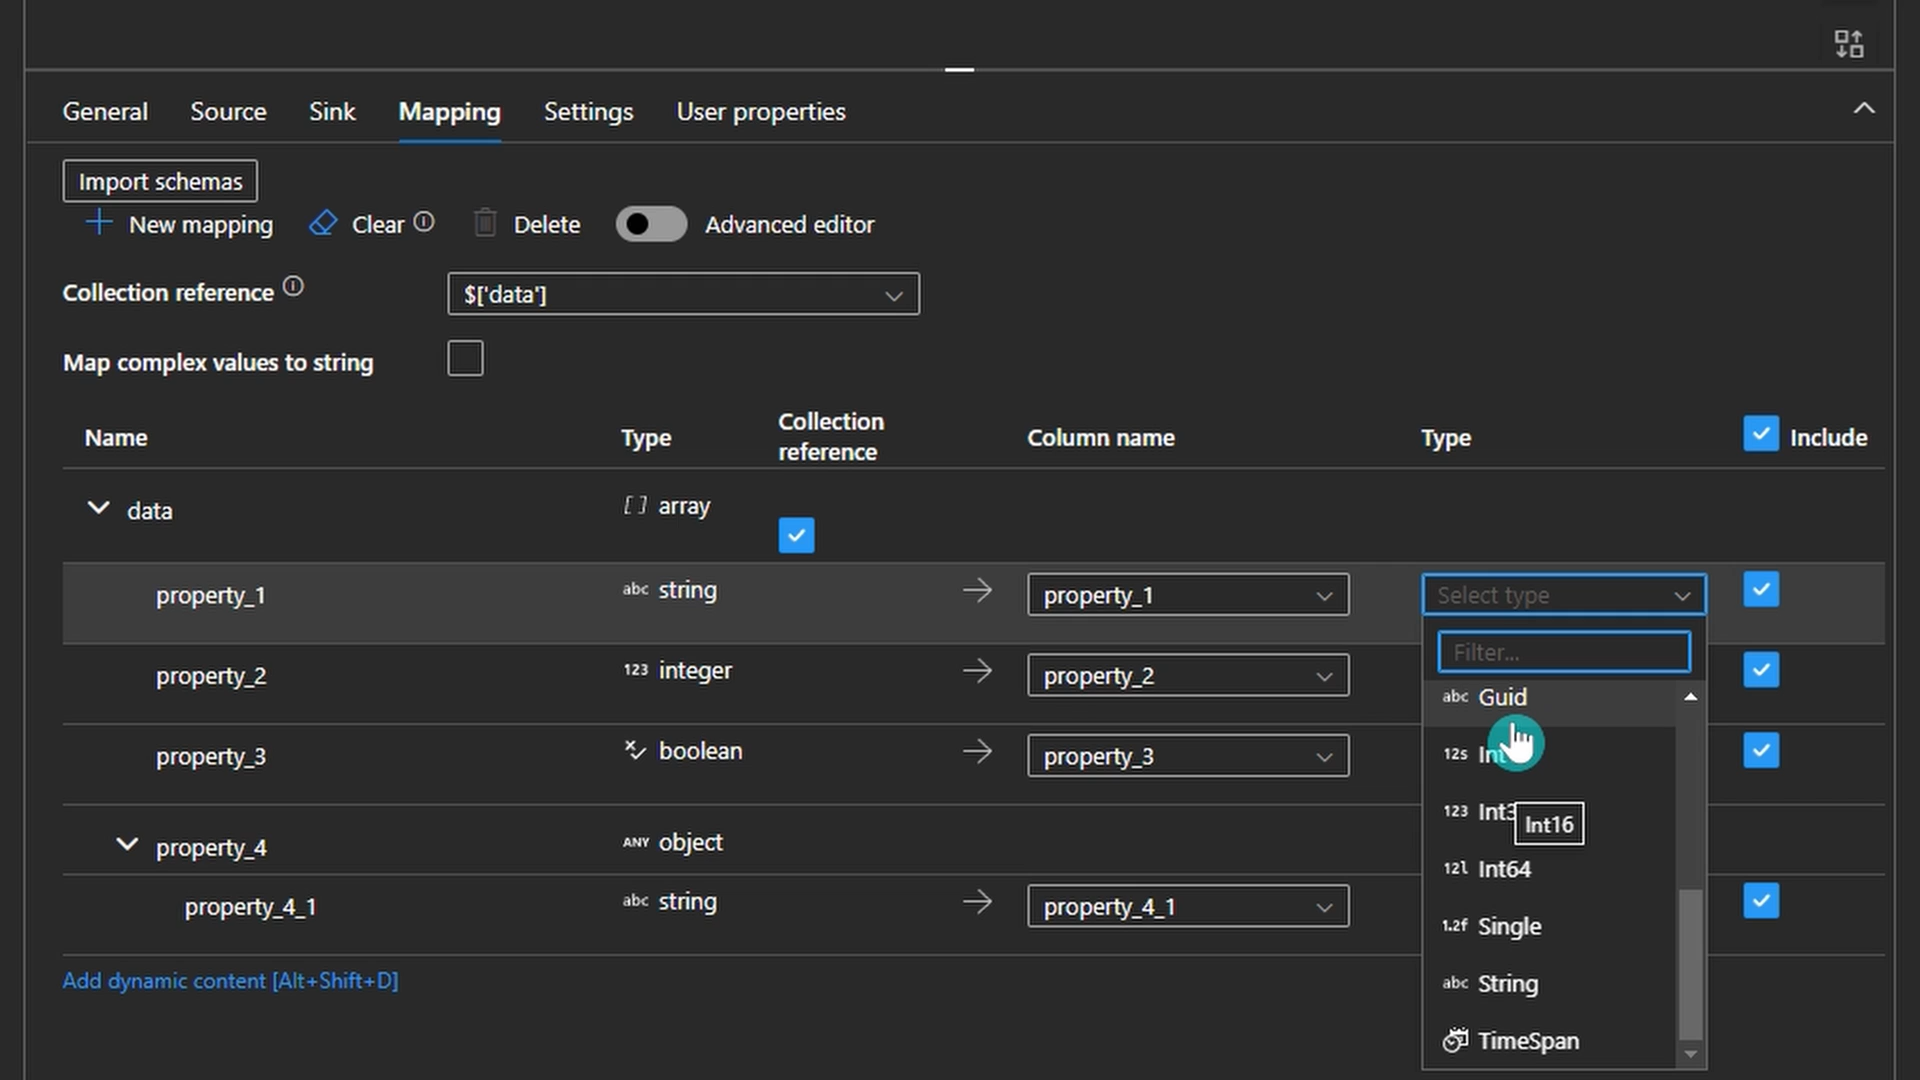 General Source Sink Mapping Settings User properties
Import schemas
New mapping Clear Delete Advanced editor
Collection reference $['data']
Map complex values to string
Name Type Collection reference Column name Type Include
data [ ] array
property_1 abc string property_1 Select type
Filter...
property_2 123 integer property_2
abc Guid
property_3 boolean property_3
12s Int
123 Int3
Int16
property_4 ANY object
12l Int64
property_4_1 abc string property_4_1
1.2f Single
Add dynamic content [Alt+Shift+D]
abc String
TimeSpan